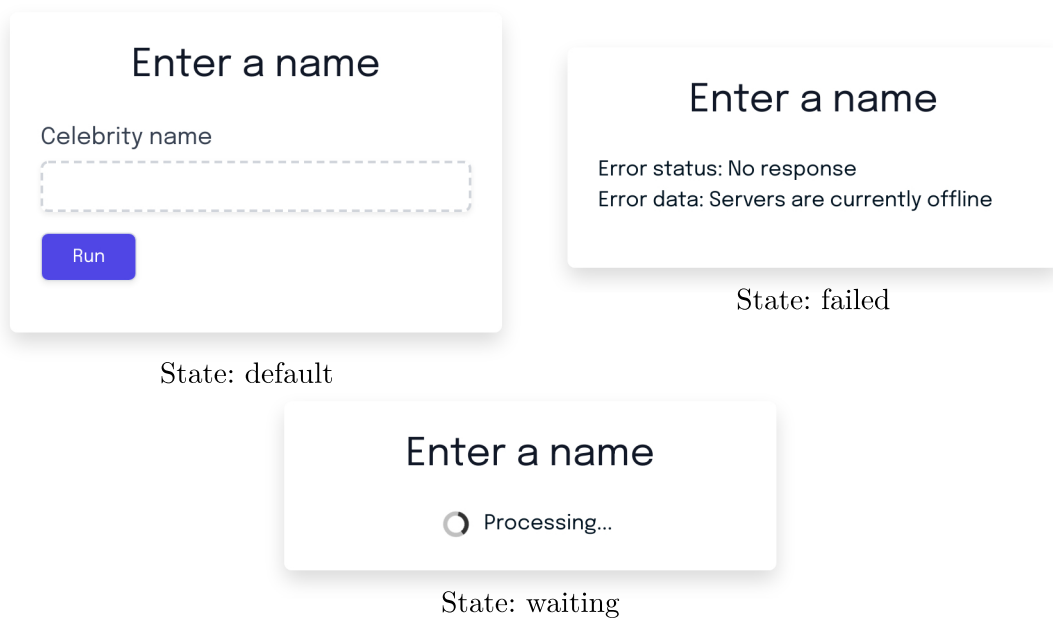 Enter a name
Celebrity name
Run
State: default
Enter a name
Error status: No response
Error data: Servers are currently offline
State: failed
Enter a name
Processing...
State: waiting